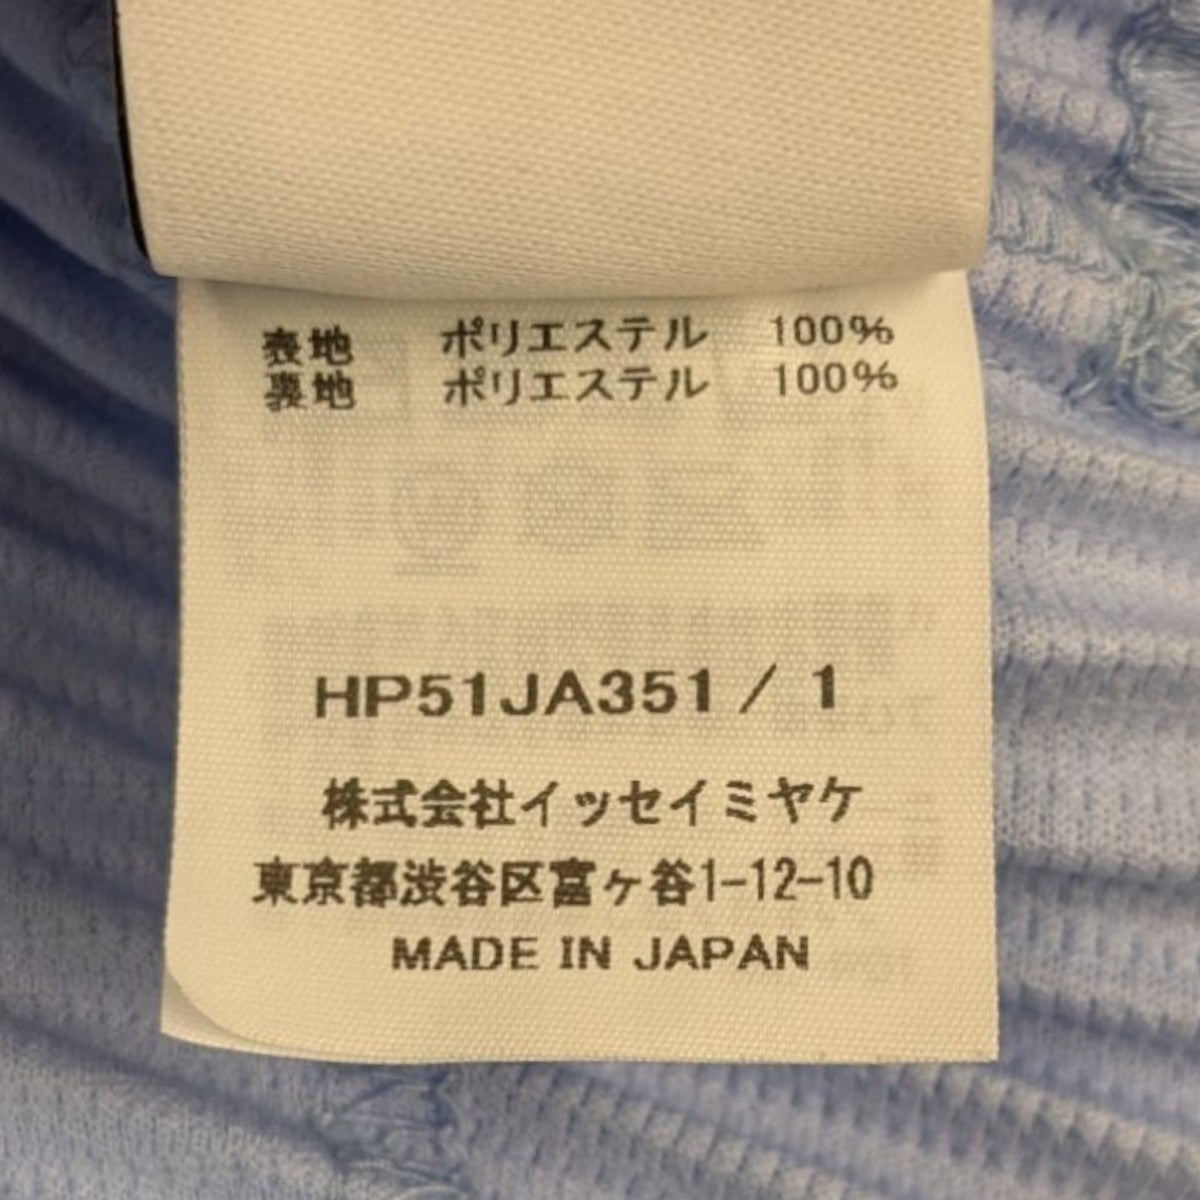 表地 ポリエステル 100%
裏地 ポリエステル 100%
HP51JA351 / 1
株式会社イッセイミヤケ
東京都渋谷区富ヶ谷1-12-10
MADE IN JAPAN